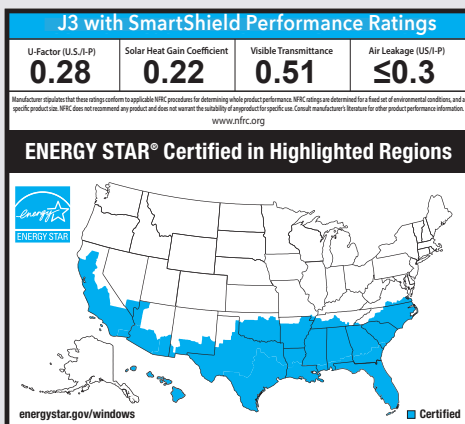 J3 with SmartShield Performance Ratings
U-Factor (U.S./I-P)
0.28
Solar Heat Gain Coefficient
0.22
Visible Transmittance
0.51
Air Leakage (US/I-P)
≤0.3
Manufacturer stipulates that these ratings conform to applicable NFRC procedures for determining whole product performance. NFRC ratings are determined for a fixed set of environmental conditions, and a
specific product size. NFRC does not recommend any product and does not warrant the suitability of anyproduct for specific use. Consult manufacturer's literature for other product performance information.
www.nfrc.org
ENERGY STAR® Certified in Highlighted Regions
energy
ENERGY STAR
energystar.gov/windows
Certified